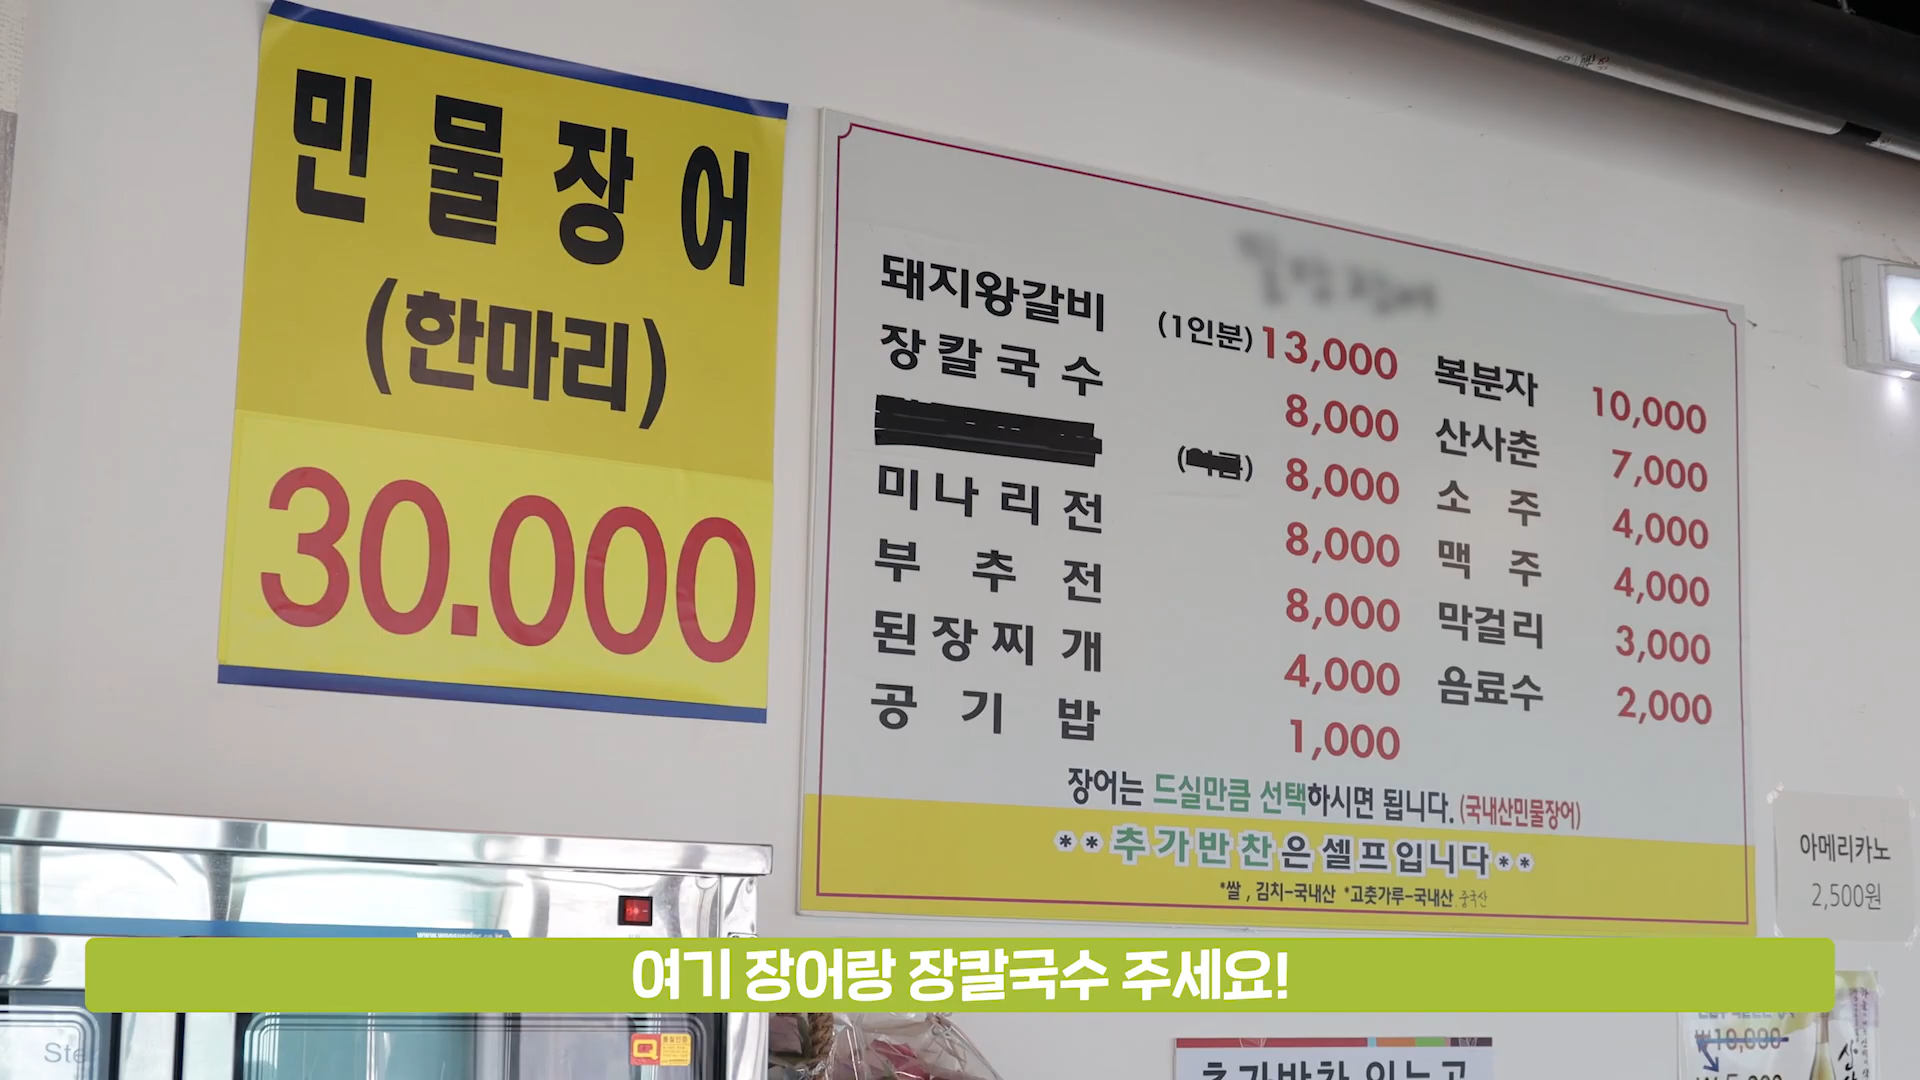 민물장어
(한마리)
30.000
돼지왕갈비 (1인분) 13,000
장칼국수 8,000
8,000
미나리전 8,000
부추전 8,000
된장찌개 4,000
공기밥 1,000
복분자 10,000
산사춘 7,000
소주 4,000
맥주 4,000
막걸리 3,000
음료수 2,000
장어는 드실만큼 선택하시면 됩니다. (국내산민물장어)
**추가반찬은 셀프입니다**
*쌀, 김치-국내산 *고춧가루-국내산 중국산
아메리카노
2,500원
여기 장어랑 장칼국수 주세요!
Ste
₩10,000